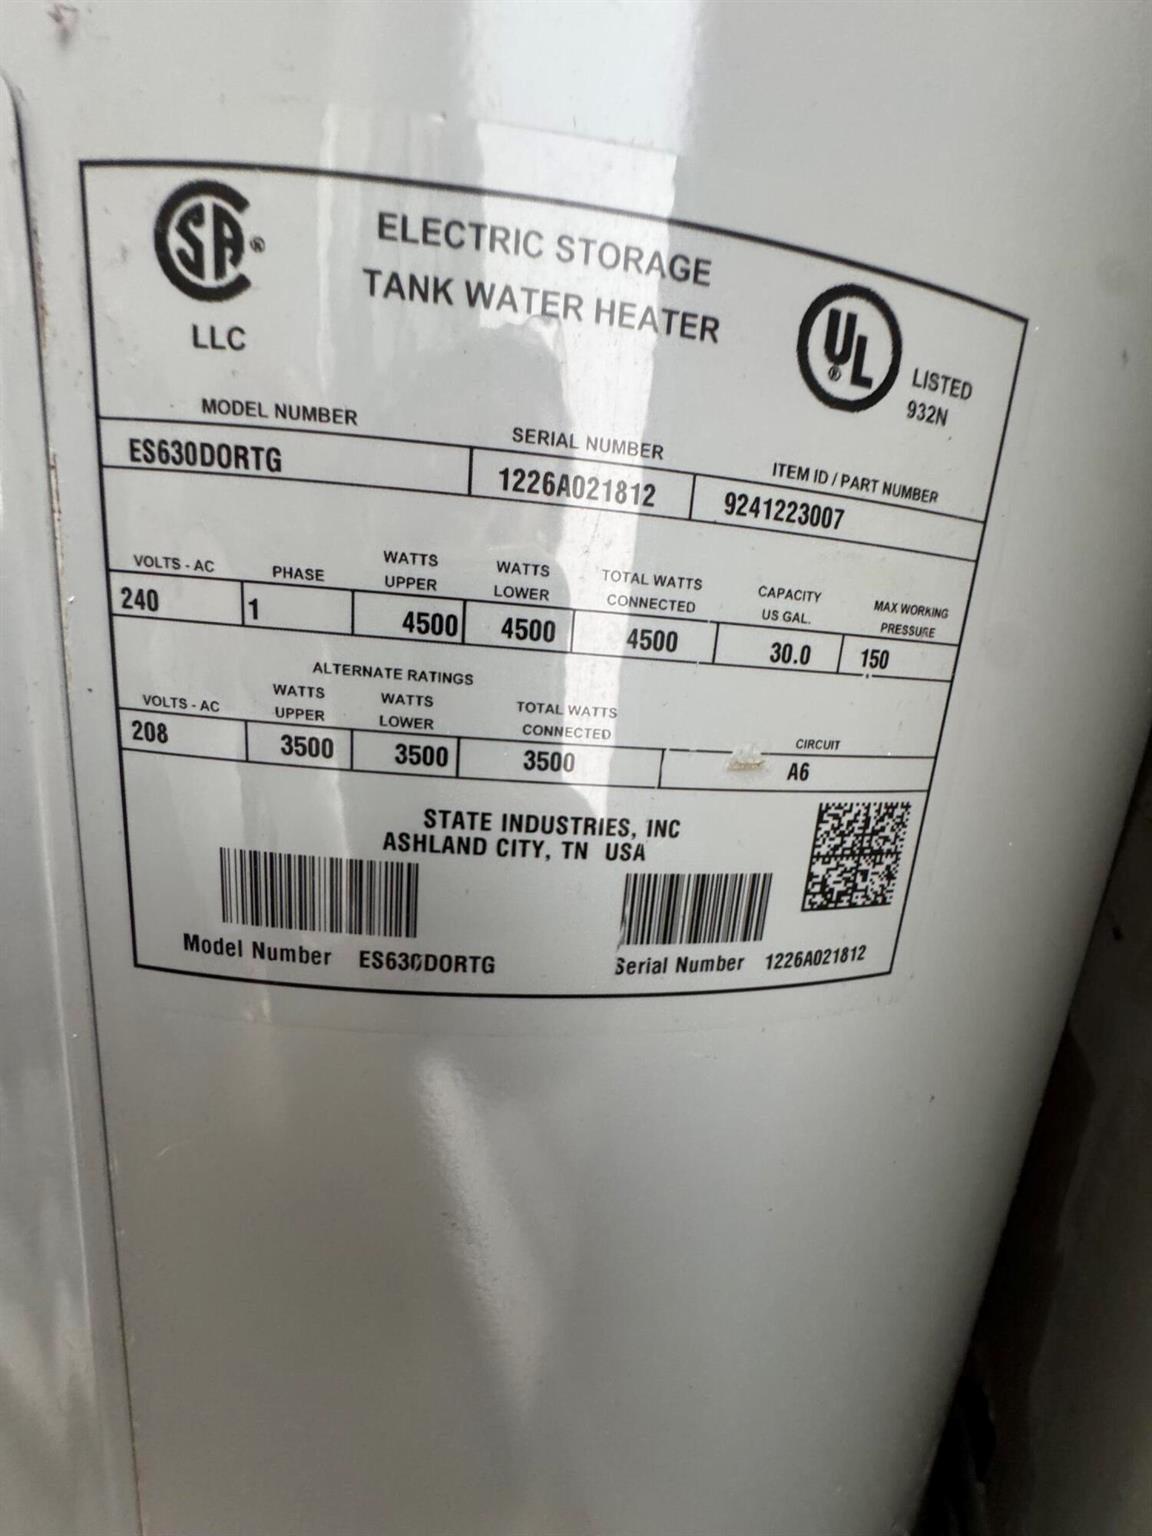 SA ®
LLC
ELECTRIC STORAGE
TANK WATER HEATER
UL ®
LISTED
932N
MODEL NUMBER SERIAL NUMBER ITEM ID / PART NUMBER
ES630DORTG 1226A021812 9241223007
VOLTS - AC PHASE WATTS UPPER WATTS LOWER TOTAL WATTS CONNECTED CAPACITY US GAL. MAX WORKING PRESSURE
240 1 4500 4500 4500 30.0 150
ALTERNATE RATINGS
VOLTS - AC WATTS UPPER WATTS LOWER TOTAL WATTS CONNECTED CIRCUIT
208 3500 3500 3500 A6
STATE INDUSTRIES, INC
ASHLAND CITY, TN USA
Model Number ES630DORTG Serial Number 1226A021812